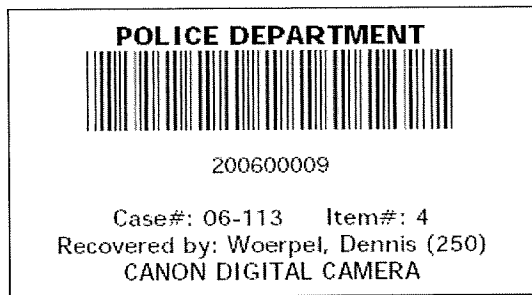 POLICE DEPARTMENT
200600009
Case#: 06-113 Item#: 4
Recovered by: Woerpel, Dennis (250)
CANON DIGITAL CAMERA